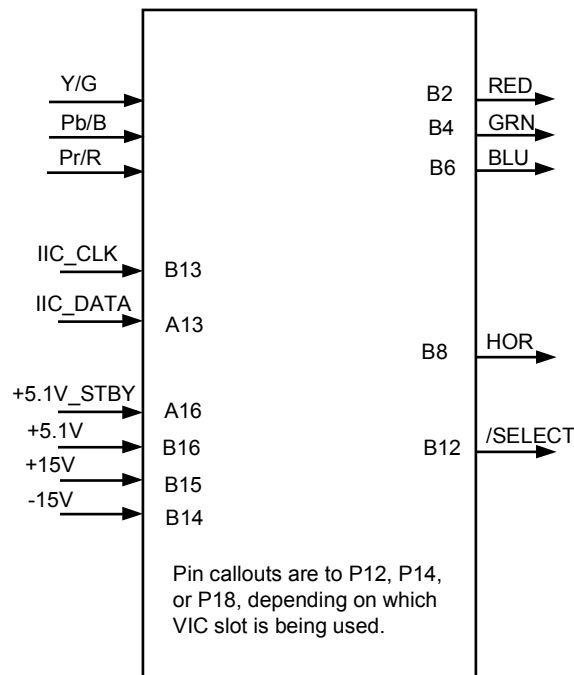 Y/G
Pb/B
Pr/R
B2 RED
B4 GRN
B6 BLU
IIC_CLK
B13
IIC_DATA
A13
B8 HOR
+5.1V_STBY
A16
+5.1V
B16
+15V
B15
-15V
B14
B12 /SELECT
Pin callouts are to P12, P14,
or P18, depending on which
VIC slot is being used.